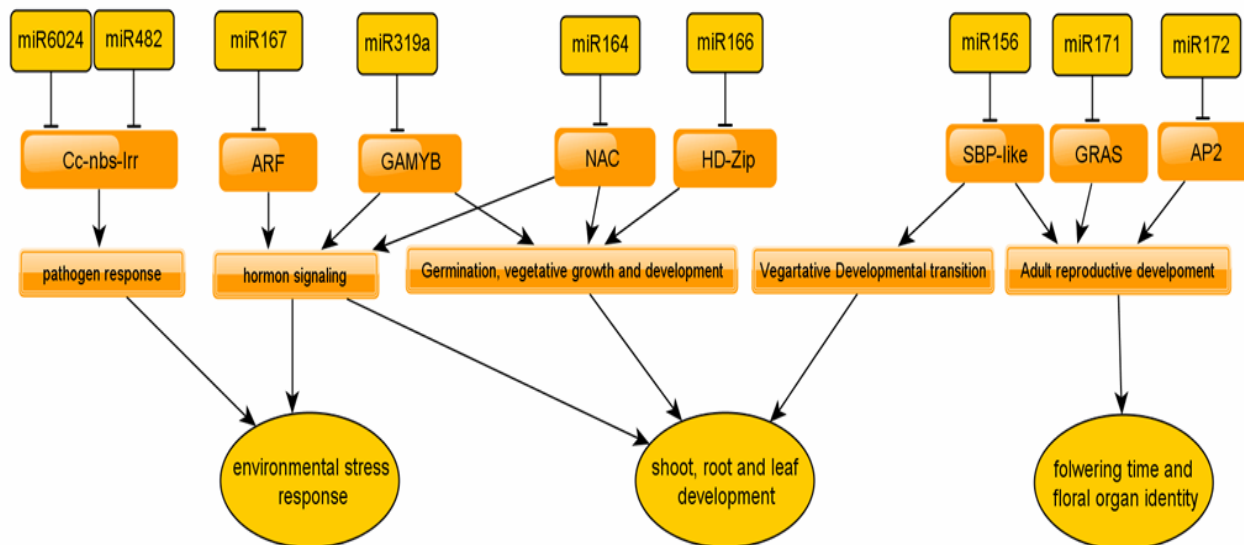 miR6024
miR482
miR167
miR319a
miR164
miR166
miR156
miR171
miR172
Cc-nbs-lrr
ARF
GAMYB
NAC
HD-Zip
SBP-like
GRAS
AP2
pathogen response
hormon signaling
Germination, vegetative growth and development
Vegartative Developmental transition
Adult reproductive develpoment
environmental stress
response
shoot, root and leaf
development
folwering time and
floral organ identity